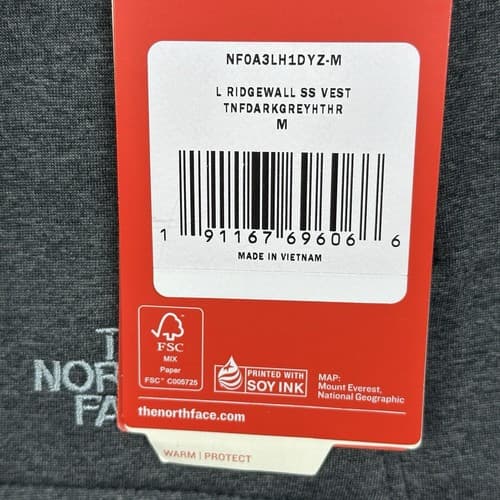 NF0A3LH1DYZ-M
L RIDGEWALL SS VEST
TNFDARKGREYHTHR
M
1 91167 69606 6
MADE IN VIETNAM
FSC
MIX
Paper
FSC™ C005725
PRINTED WITH
SOY INK
MAP:
Mount Everest,
National Geographic
thenorthface.com
WARM | PROTECT